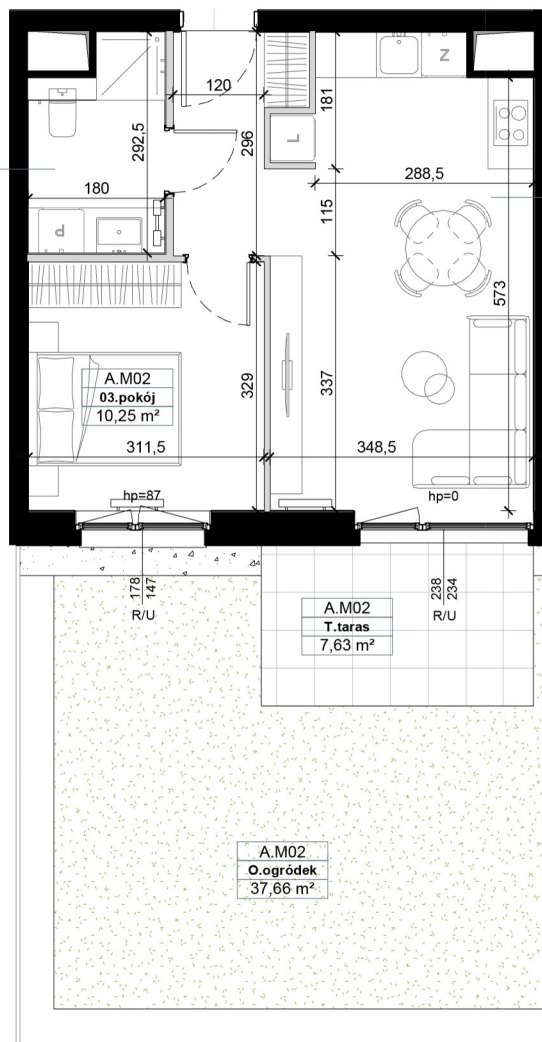 Z
120
181
292,5
296
L
180
288,5
115
P
573
A.M02
03.pokój
10,25 m²
329
337
311,5
348,5
hp=87
hp=0
178
147
R/U
238
234
R/U
A.M02
T.taras
7,63 m²
A.M02
O.ogródek
37,66 m²